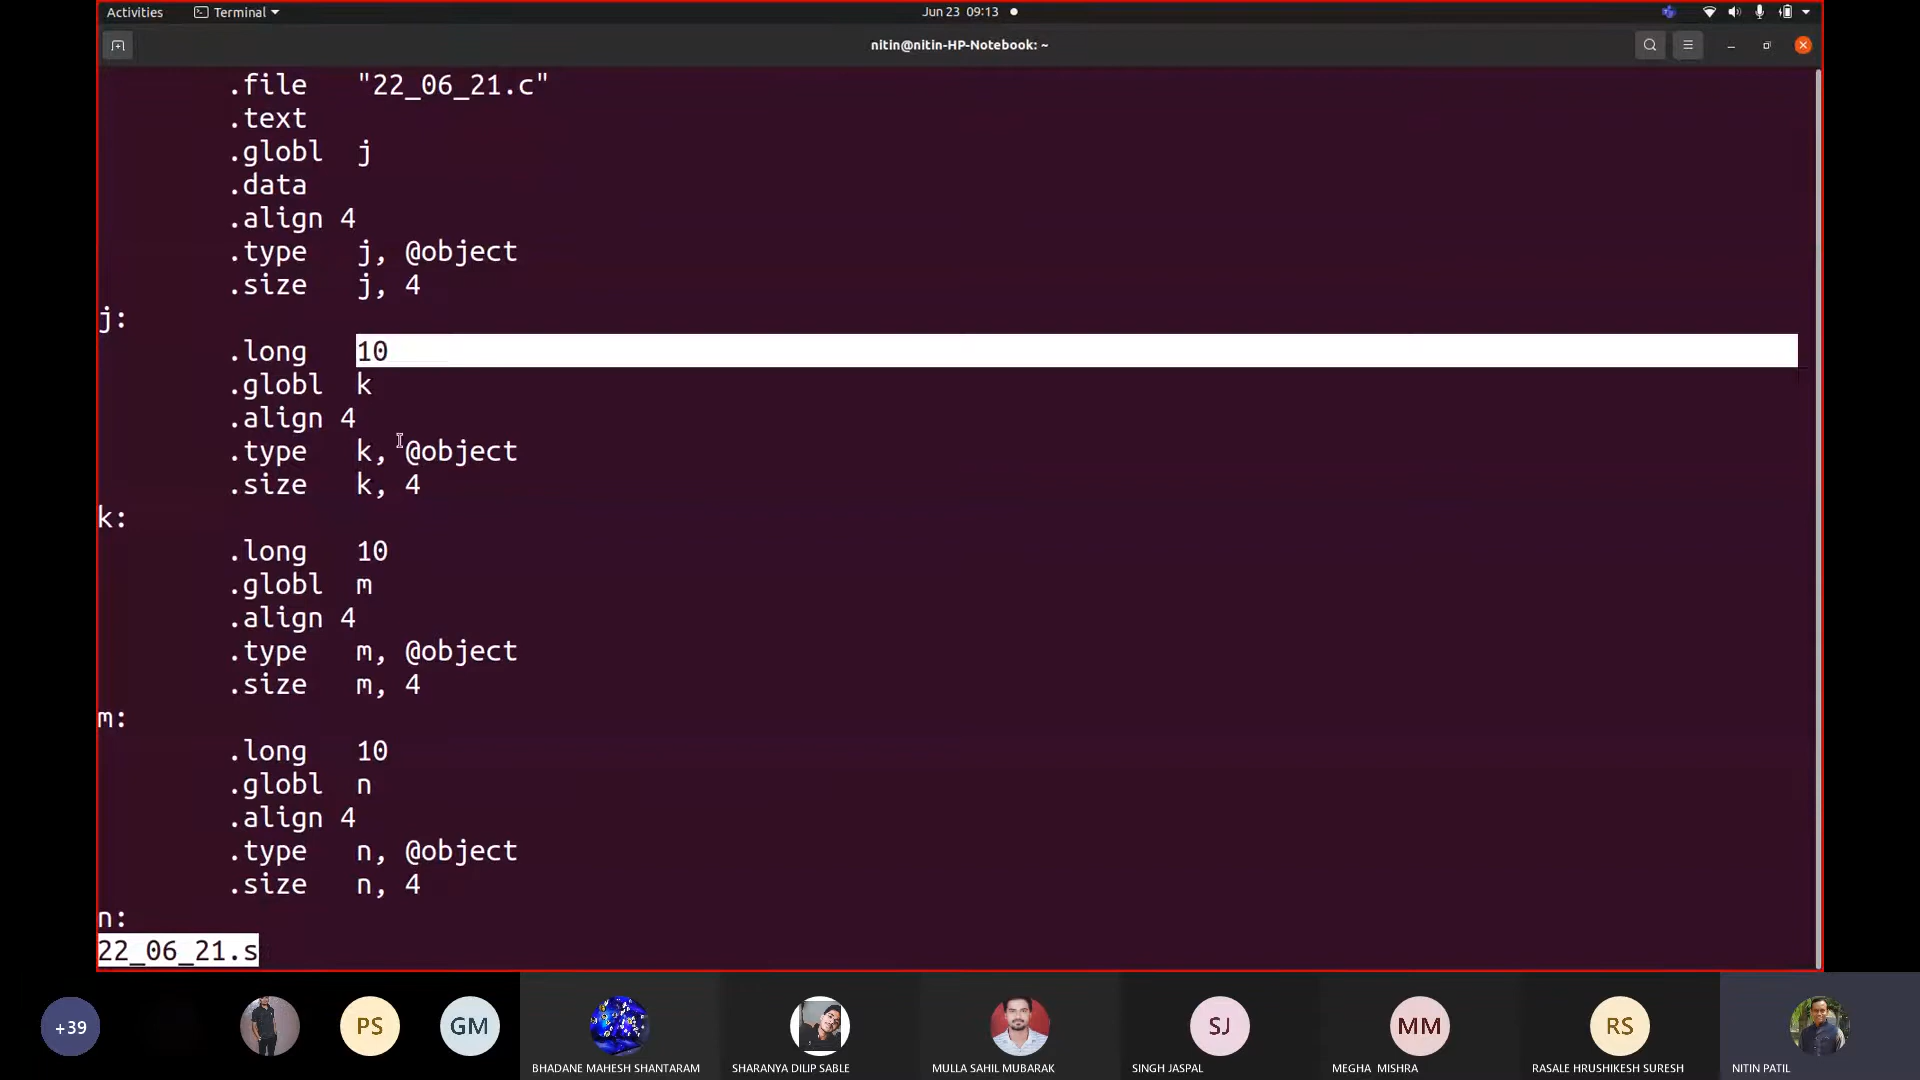 Activities Terminal Jun 23 09:13
nitin@nitin-HP-Notebook: ~
.file "22_06_21.c"
.text
.globl j
.data
.align 4
.type j, @object
.size j, 4
j:
.long 10
.globl k
.align 4
.type k, @object
.size k, 4
k:
.long 10
.globl m
.align 4
.type m, @object
.size m, 4
m:
.long 10
.globl n
.align 4
.type n, @object
.size n, 4
n:
22_06_21.s
+39 PS GM SJ MM RS
BHADANE MAHESH SHANTARAM SHARANYA DILIP SABLE MULLA SAHIL MUBARAK SINGH JASPAL MEGHA MISHRA RASALE HRUSHIKESH SURESH NITIN PATIL